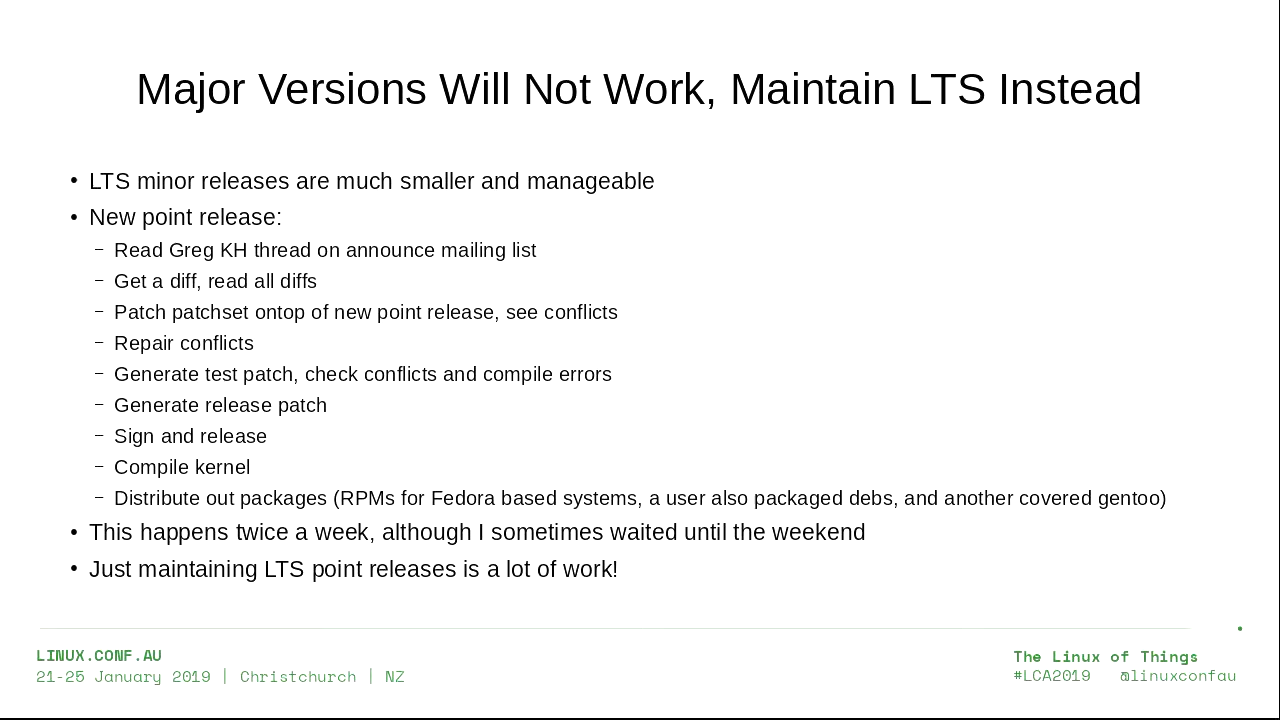 Major Versions Will Not Work, Maintain LTS Instead
• LTS minor releases are much smaller and manageable
• New point release:
– Read Greg KH thread on announce mailing list
– Get a diff, read all diffs
– Patch patchset ontop of new point release, see conflicts
– Repair conflicts
– Generate test patch, check conflicts and compile errors
– Generate release patch
– Sign and release
– Compile kernel
– Distribute out packages (RPMs for Fedora based systems, a user also packaged debs, and another covered gentoo)
• This happens twice a week, although I sometimes waited until the weekend
• Just maintaining LTS point releases is a lot of work!
LINUX.CONF.AU
21-25 January 2019 | Christchurch | NZ
The Linux of Things
#LCA2019 @linuxconfau